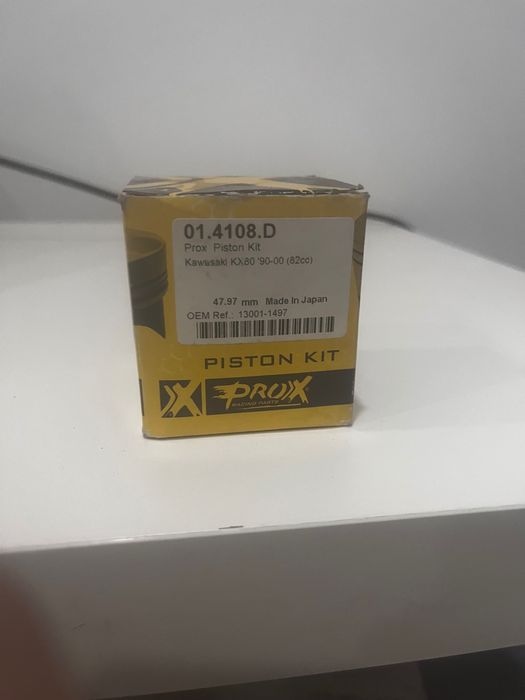 01.4108.D
Prox Piston Kit
Kawasaki KX80 '90-00 (82cc)
47.97 mm Made In Japan
OEM Ref.: 13001-1497
PISTON KIT
X PROX
RACING PARTS